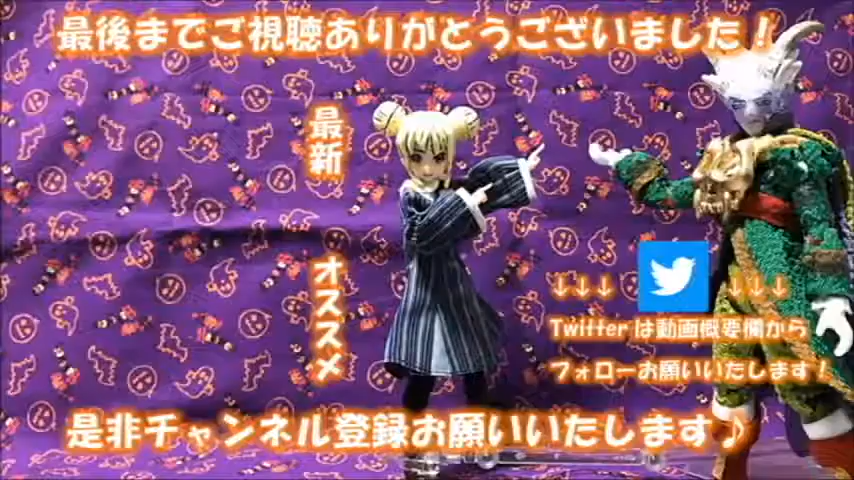 最後までご視聴ありがとうございました！
最新
オススメ
↓↓↓ ↓↓↓
Twitterは動画概要欄から
フォローお願いいたします！
是非チャンネル登録お願いいたします♪